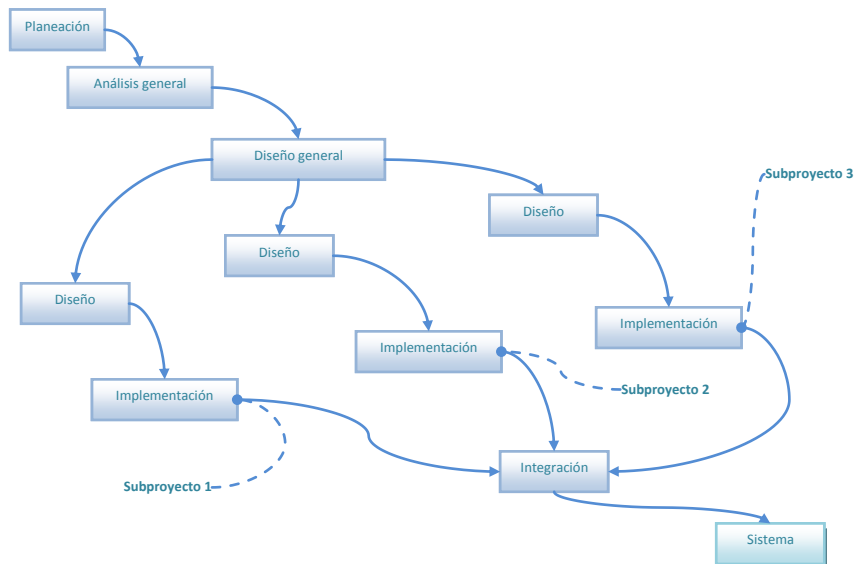 Planeación
Análisis general
Diseño general
Subproyecto 3
Diseño
Diseño
Diseño
Implementación
Implementación
Subproyecto 2
Implementación
Integración
Subproyecto 1
Sistema